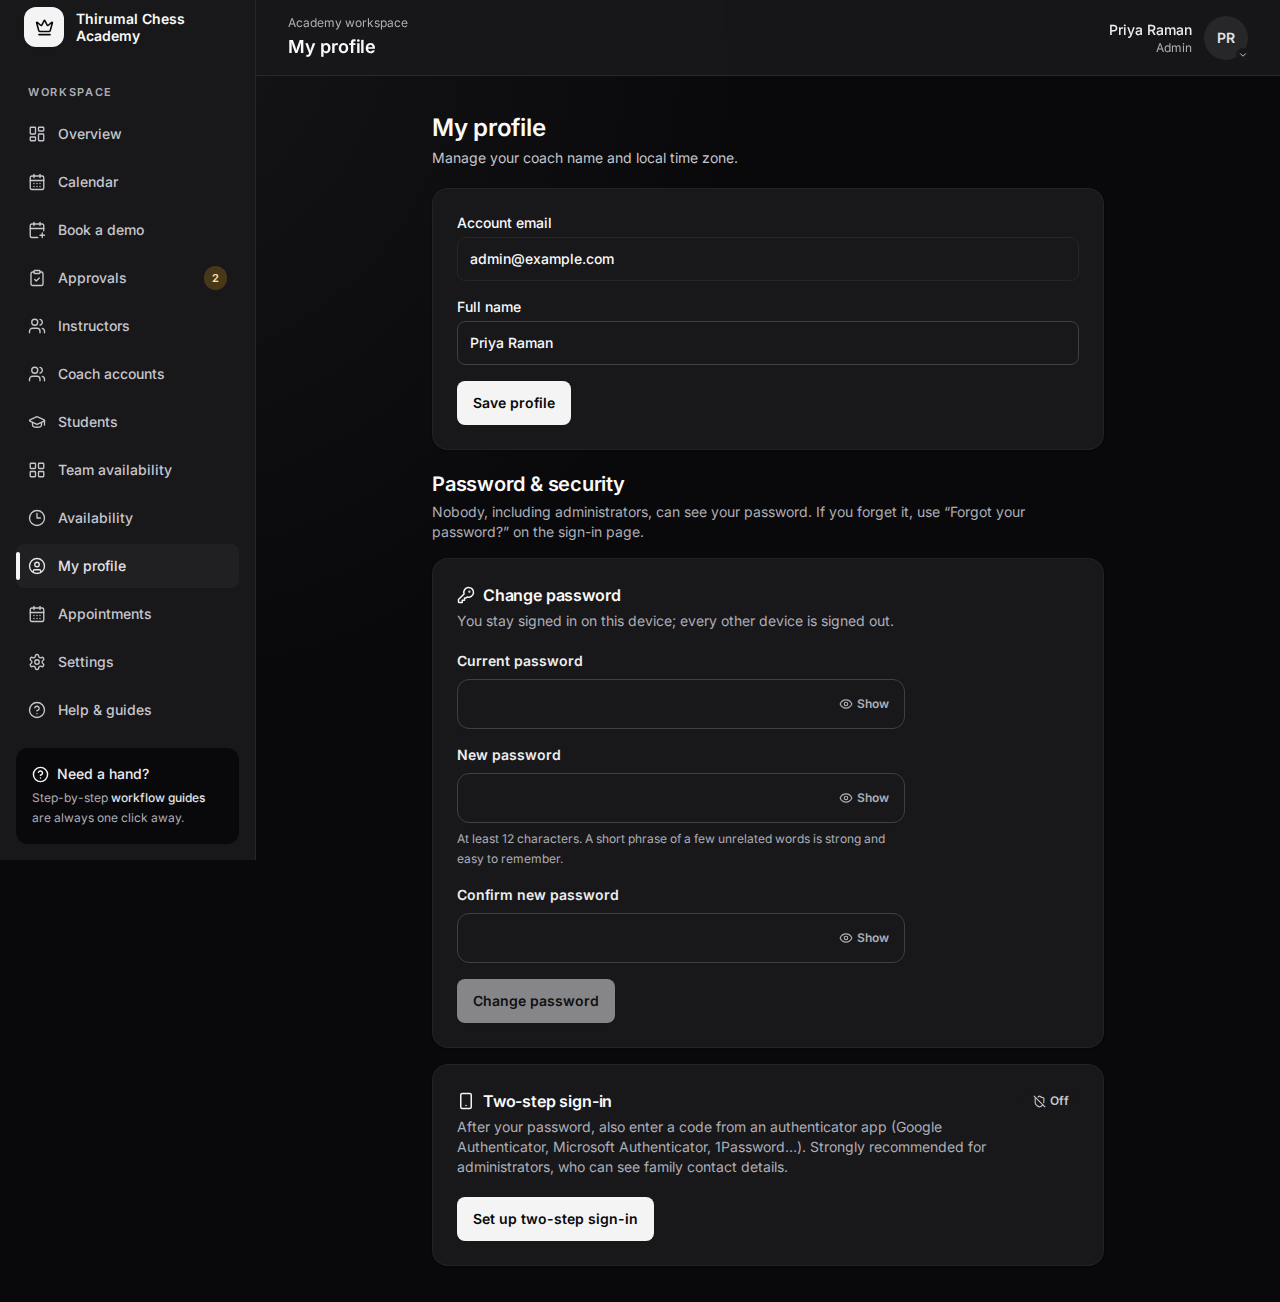 Thirumal Chess
Academy
WORKSPACE
Overview
Calendar
Book a demo
Approvals
2
Instructors
Coach accounts
Students
Team availability
Availability
My profile
Appointments
Settings
Help & guides
Need a hand?
Step-by-step workflow guides
are always one click away.
Academy workspace
My profile
Priya Raman
Admin
PR
My profile
Manage your coach name and local time zone.
Account email
admin@example.com
Full name
Priya Raman
Save profile
Password & security
Nobody, including administrators, can see your password. If you forget it, use “Forgot your
password?” on the sign-in page.
Change password
You stay signed in on this device; every other device is signed out.
Current password
Show
New password
Show
At least 12 characters. A short phrase of a few unrelated words is strong and
easy to remember.
Confirm new password
Show
Change password
Two-step sign-in
Off
After your password, also enter a code from an authenticator app (Google
Authenticator, Microsoft Authenticator, 1Password…). Strongly recommended for
administrators, who can see family contact details.
Set up two-step sign-in